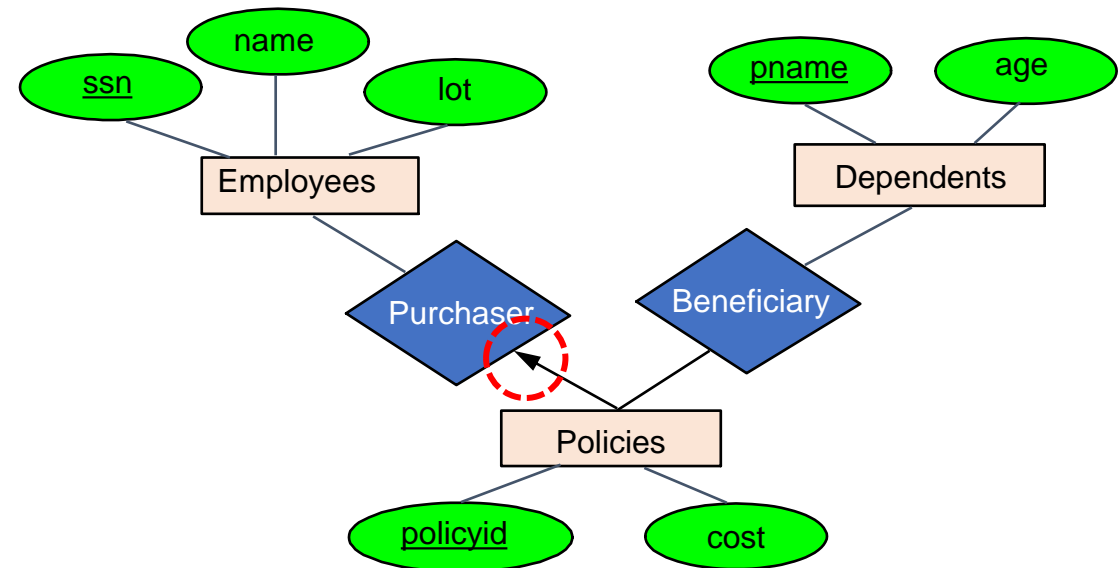 name
ssn
lot
pname
age
Employees
Dependents
Purchaser
Beneficiary
Policies
policyid
cost